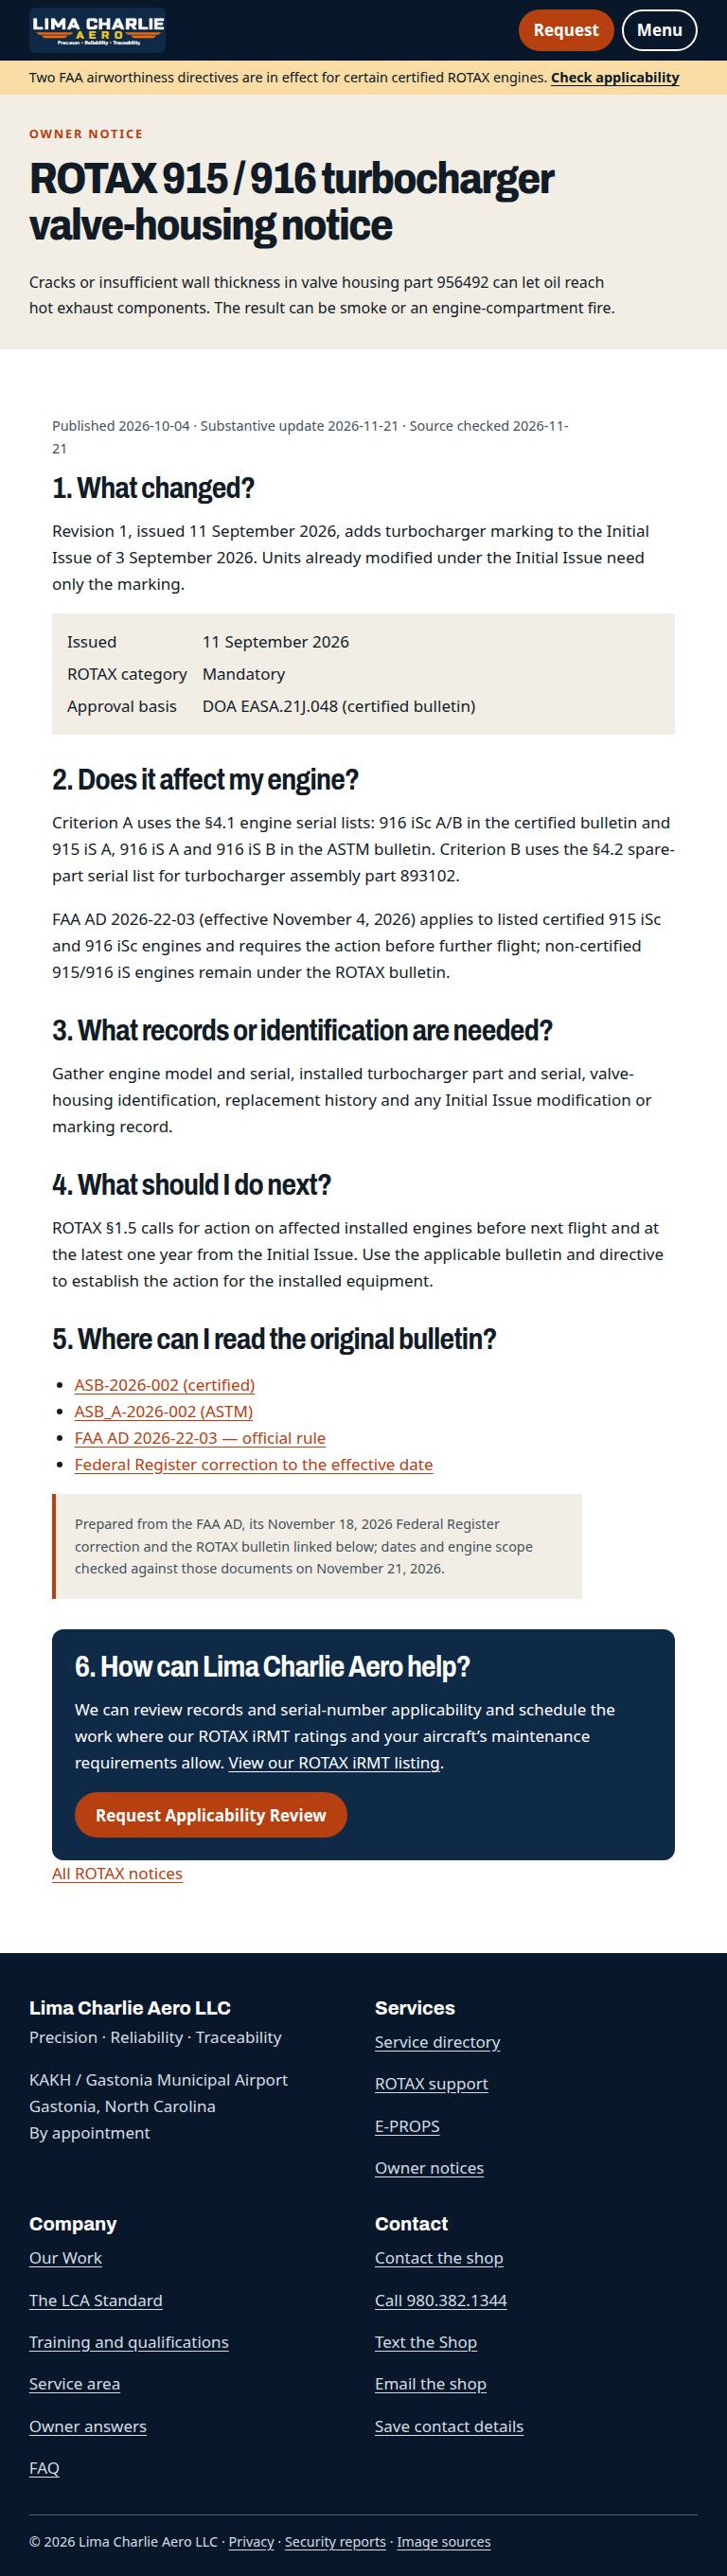 LIMA CHARLIE
AERO
Precision • Reliability • Traceability
Request
Menu
Two FAA airworthiness directives are in effect for certain certified ROTAX engines. Check applicability
OWNER NOTICE
ROTAX 915 / 916 turbocharger
valve-housing notice
Cracks or insufficient wall thickness in valve housing part 956492 can let oil reach
hot exhaust components. The result can be smoke or an engine-compartment fire.
Published 2026-10-04 · Substantive update 2026-11-21 · Source checked 2026-11-
21
1. What changed?
Revision 1, issued 11 September 2026, adds turbocharger marking to the Initial
Issue of 3 September 2026. Units already modified under the Initial Issue need
only the marking.
Issued 11 September 2026
ROTAX category Mandatory
Approval basis DOA EASA.21J.048 (certified bulletin)
2. Does it affect my engine?
Criterion A uses the §4.1 engine serial lists: 916 iSc A/B in the certified bulletin and
915 iS A, 916 iS A and 916 iS B in the ASTM bulletin. Criterion B uses the §4.2 spare-
part serial list for turbocharger assembly part 893102.
FAA AD 2026-22-03 (effective November 4, 2026) applies to listed certified 915 iSc
and 916 iSc engines and requires the action before further flight; non-certified
915/916 iS engines remain under the ROTAX bulletin.
3. What records or identification are needed?
Gather engine model and serial, installed turbocharger part and serial, valve-
housing identification, replacement history and any Initial Issue modification or
marking record.
4. What should I do next?
ROTAX §1.5 calls for action on affected installed engines before next flight and at
the latest one year from the Initial Issue. Use the applicable bulletin and directive
to establish the action for the installed equipment.
5. Where can I read the original bulletin?
• ASB-2026-002 (certified)
• ASB_A-2026-002 (ASTM)
• FAA AD 2026-22-03 — official rule
• Federal Register correction to the effective date
Prepared from the FAA AD, its November 18, 2026 Federal Register
correction and the ROTAX bulletin linked below; dates and engine scope
checked against those documents on November 21, 2026.
6. How can Lima Charlie Aero help?
We can review records and serial-number applicability and schedule the
work where our ROTAX iRMT ratings and your aircraft’s maintenance
requirements allow. View our ROTAX iRMT listing.
Request Applicability Review
All ROTAX notices
Lima Charlie Aero LLC
Precision · Reliability · Traceability
KAKH / Gastonia Municipal Airport
Gastonia, North Carolina
By appointment
Services
Service directory
ROTAX support
E-PROPS
Owner notices
Company
Our Work
The LCA Standard
Training and qualifications
Service area
Owner answers
FAQ
Contact
Contact the shop
Call 980.382.1344
Text the Shop
Email the shop
Save contact details
© 2026 Lima Charlie Aero LLC · Privacy · Security reports · Image sources